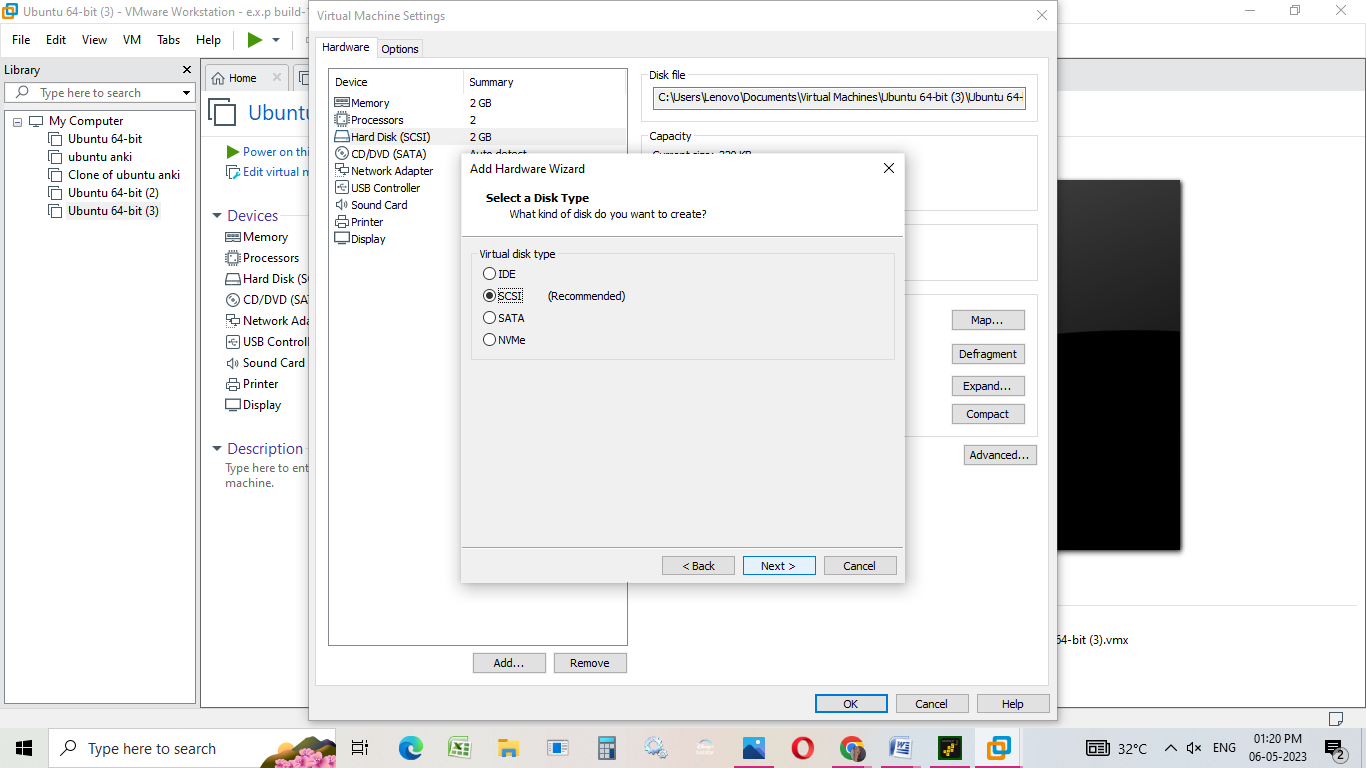 Ubuntu 64-bit (3) - VMware Workstation - e.x.p build-
File Edit View VM Tabs Help
Library
Type here to search
My Computer
Ubuntu 64-bit
ubuntu anki
Clone of ubuntu anki
Ubuntu 64-bit (2)
Ubuntu 64-bit (3)
Home
Ubuntu
Power on this
Edit virtual m
Devices
Memory
Processors
Hard Disk (S
CD/DVD (SA
Network Ada
USB Control
Sound Card
Printer
Display
Description
Type here to ent
machine.
Virtual Machine Settings
Hardware Options
Device Summary
Memory 2 GB
Processors 2
Hard Disk (SCSI) 2 GB
CD/DVD (SATA) Auto detect
Network Adapter
USB Controller
Sound Card
Printer
Display
Add... Remove
Disk file
C:\Users\Lenovo\Documents\Virtual Machines\Ubuntu 64-bit (3)\Ubuntu 64-
Capacity
Current size: 320 KB
Map...
Defragment
Expand...
Compact
Advanced...
OK Cancel Help
Add Hardware Wizard
Select a Disk Type
What kind of disk do you want to create?
Virtual disk type
IDE
SCSI (Recommended)
SATA
NVMe
< Back Next > Cancel
64-bit (3).vmx
Type here to search
32°C ENG 01:20 PM
06-05-2023
2